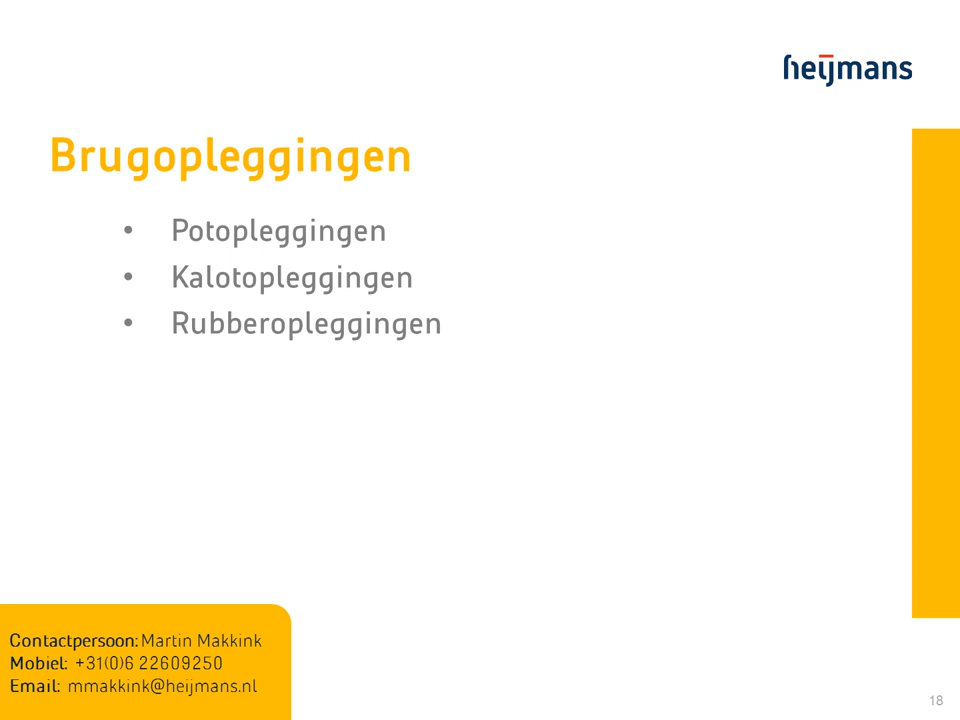 heijmans
Brugopleggingen
• Potopleggingen
• Kalotopleggingen
• Rubberopleggingen
Contactpersoon: Martin Makkink
Mobiel: +31(0)6 22609250
Email: mmakkink@heijmans.nl
18